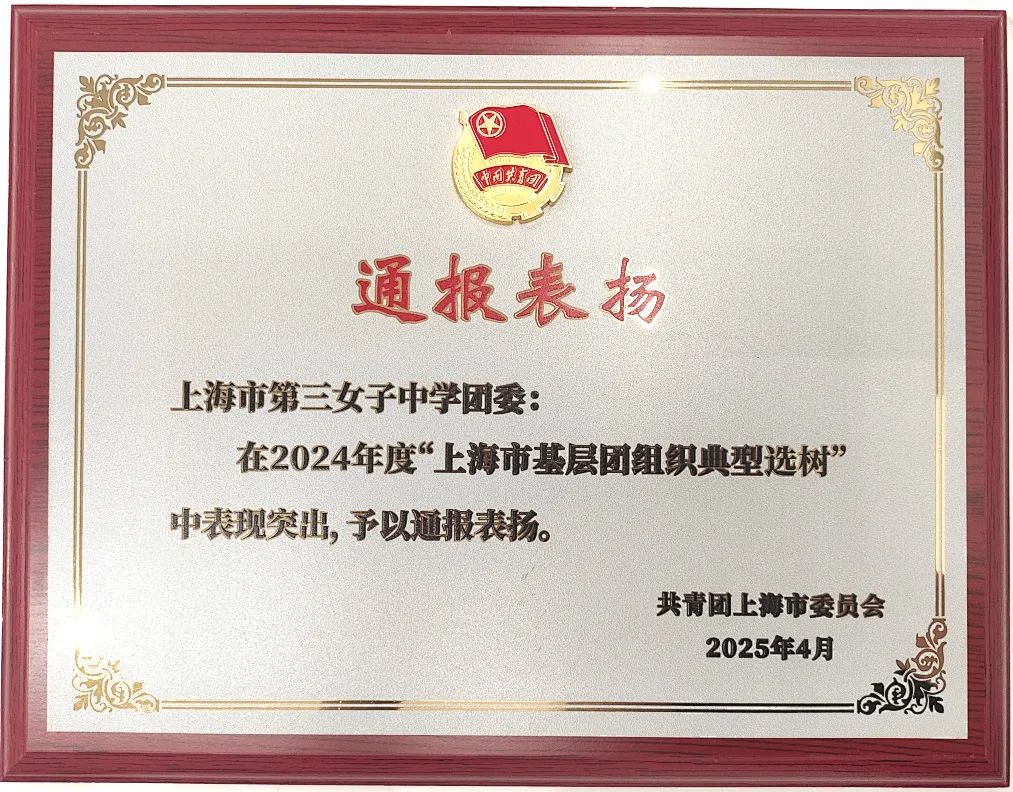 中国共青团
通报表扬
上海市第三女子中学团委：
在2024年度“上海市基层团组织典型选树”
中表现突出，予以通报表扬。
共青团上海市委员会
2025年4月